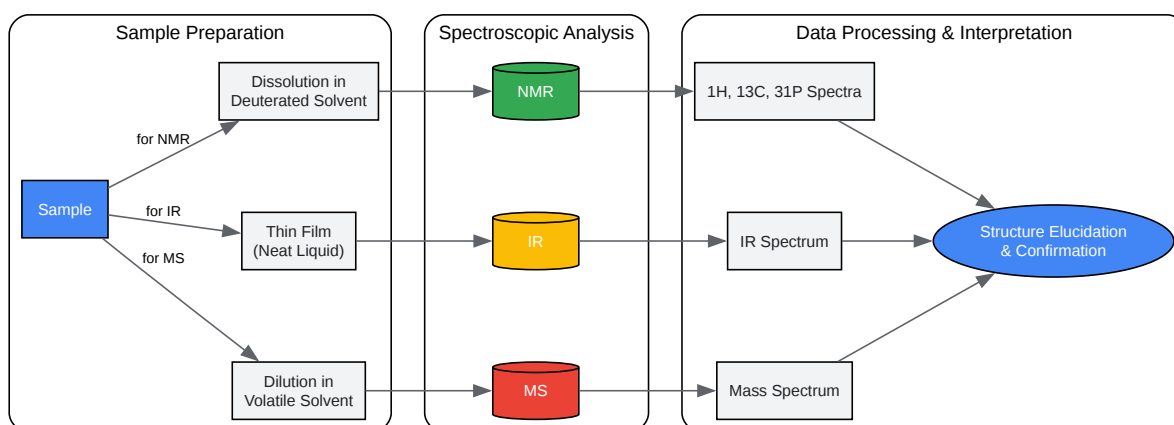 Sample Preparation
Spectroscopic Analysis
Data Processing & Interpretation
Dissolution in
Deuterated Solvent
NMR
1H, 13C, 31P Spectra
for NMR
Sample
for IR
Thin Film
(Neat Liquid)
IR
IR Spectrum
Structure Elucidation
& Confirmation
for MS
Dilution in
Volatile Solvent
MS
Mass Spectrum